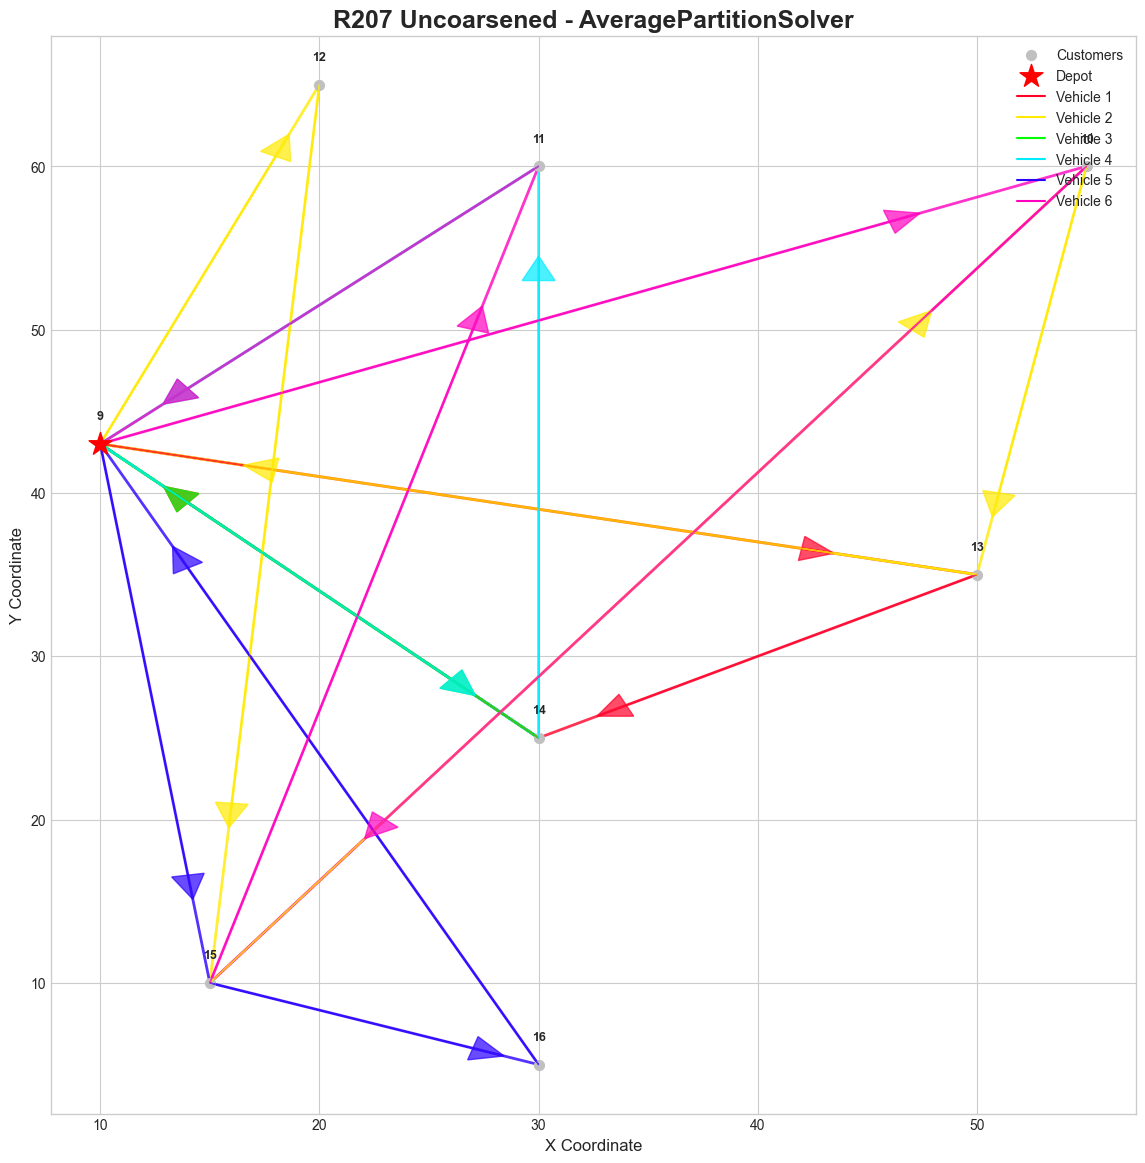 R207 Uncoarsened - AveragePartitionSolver
Customers
Depot
Vehicle 1
Vehicle 2
Vehicle 3
Vehicle 4
Vehicle 5
Vehicle 6
12
11
10
9
13
14
15
16
60
50
40
30
20
10
Y Coordinate
10 20 30 40 50
X Coordinate